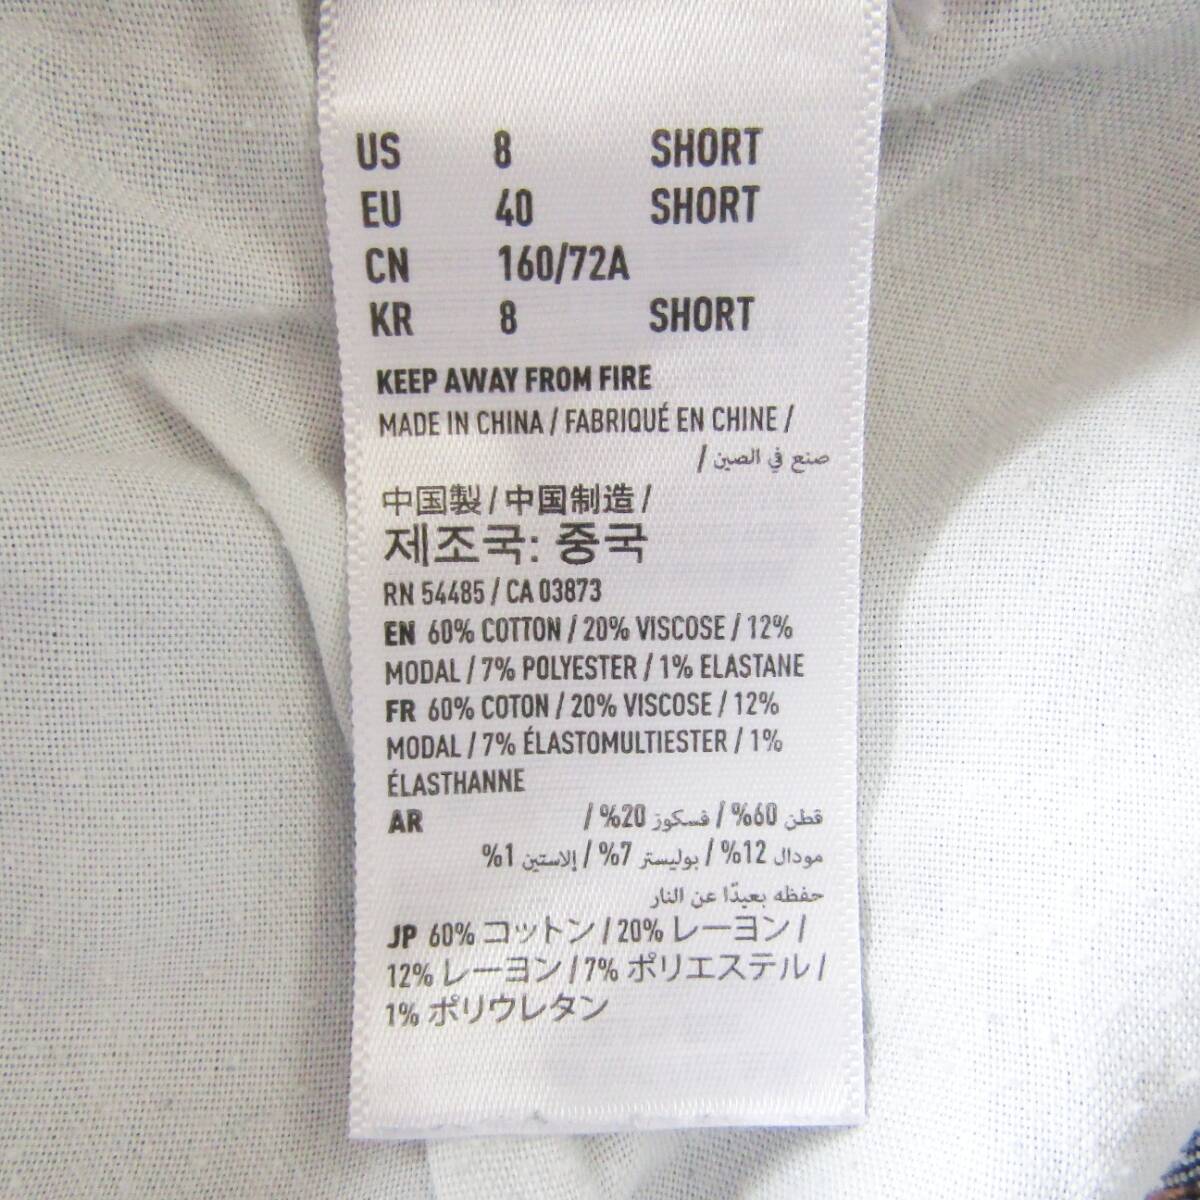 US 8 SHORT
EU 40 SHORT
CN 160/72A
KR 8 SHORT
KEEP AWAY FROM FIRE
MADE IN CHINA / FABRIQUÉ EN CHINE /
صنع في الصين /
中国製 / 中国制造 /
제조국: 중국
RN 54485 / CA 03873
EN 60% COTTON / 20% VISCOSE / 12%
MODAL / 7% POLYESTER / 1% ELASTANE
FR 60% COTON / 20% VISCOSE / 12%
MODAL / 7% ÉLASTOMULTIESTER / 1%
ÉLASTHANNE
AR قطن 60% / فسكوز 20% /
مودال 12% / بوليستر 7% / إلاستين 1%
حفظه بعيدًا عن النار
JP 60% コットン / 20% レーヨン /
12% レーヨン / 7% ポリエステル /
1% ポリウレタン